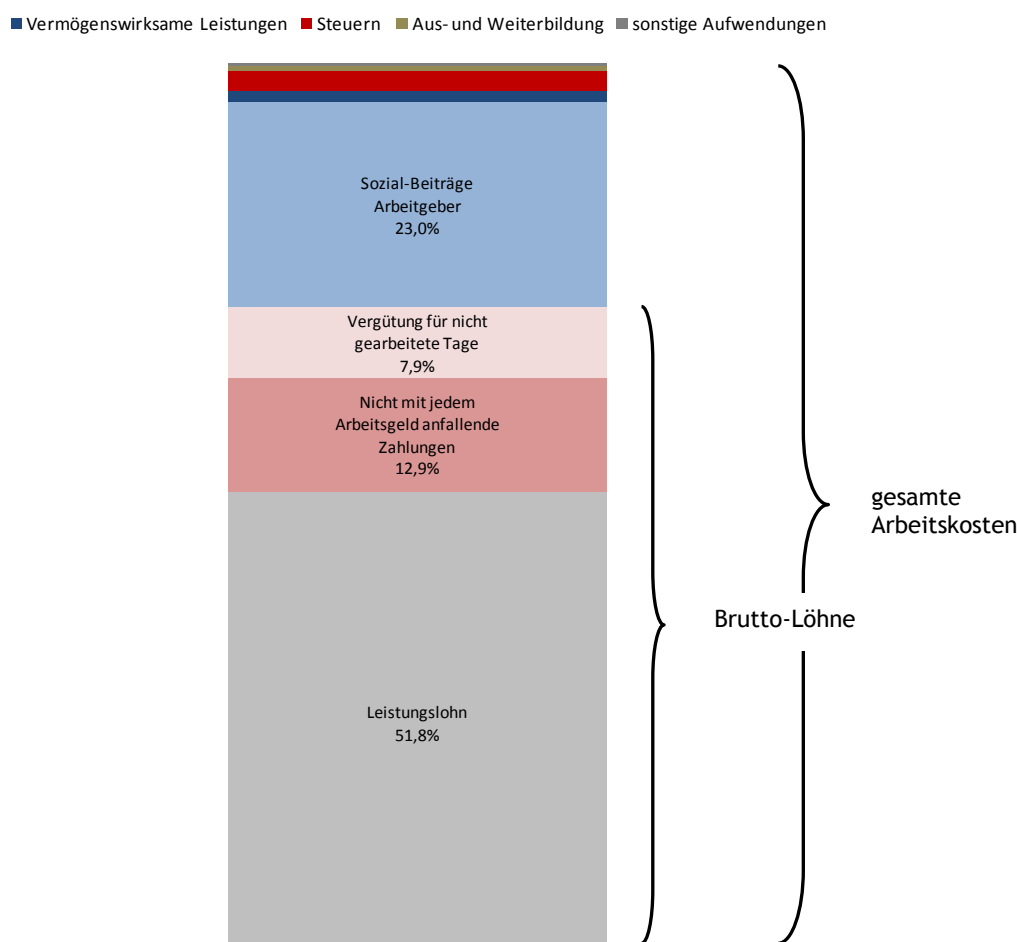 Vermögenswirksame Leistungen Steuern Aus- und Weiterbildung sonstige Aufwendungen
Sozial-Beiträge
Arbeitgeber
23,0%
Vergütung für nicht
gearbeitete Tage
7,9%
Nicht mit jedem
Arbeitsgeld anfallende
Zahlungen
12,9%
gesamte
Arbeitskosten
Brutto-Löhne
Leistungslohn
51,8%